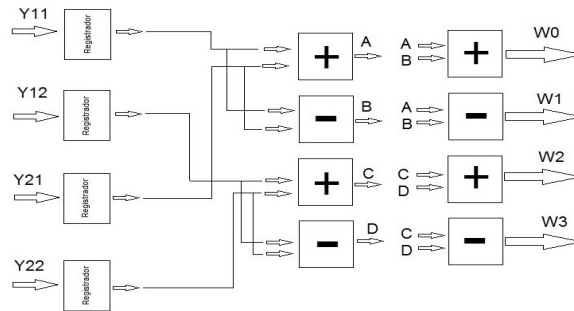 Y11
Registrador
Y12
Registrador
Y21
Registrador
Y22
Registrador
+
A
-
B
+
C
-
D
A
B
+
W0
A
B
-
W1
C
D
+
W2
C
D
-
W3